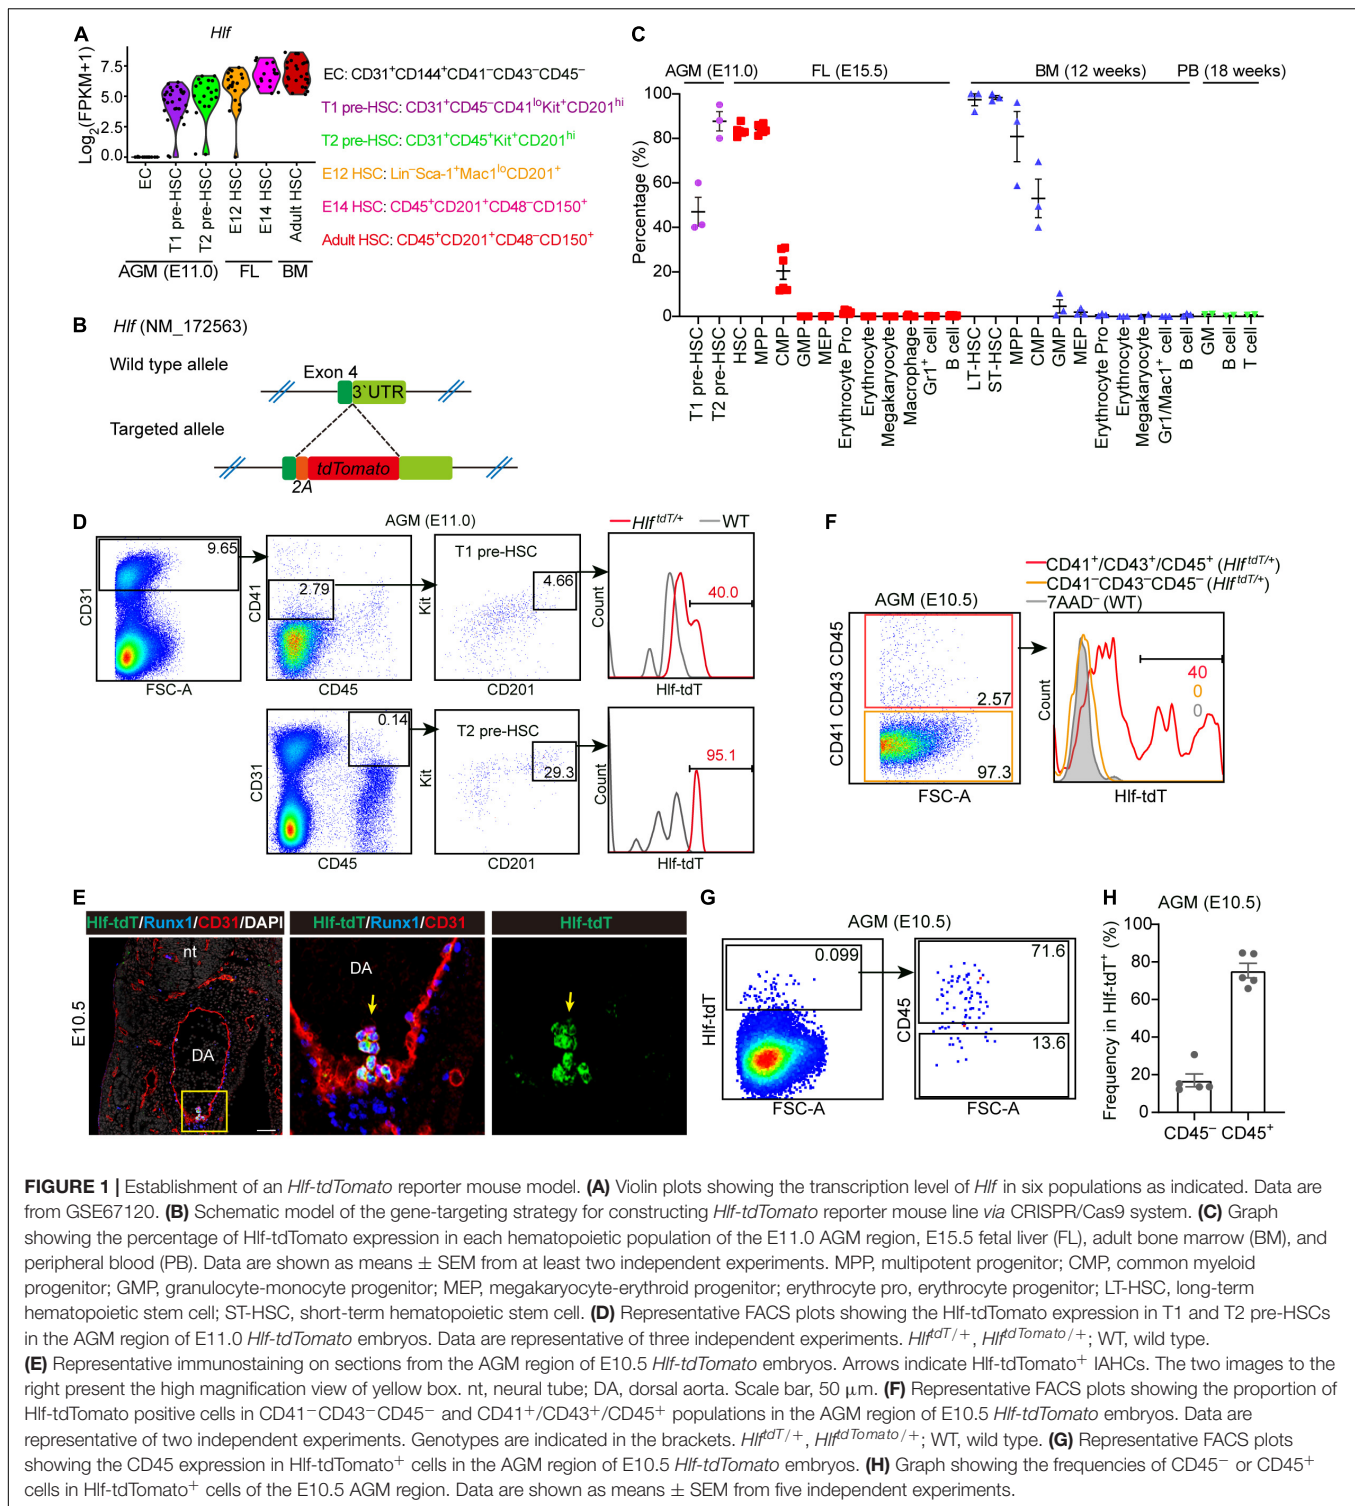 A
Hlf
Log2(FPKM+1)
7.5
5.0
2.5
0.0
EC
T1 pre-HSC
T2 pre-HSC
E12 HSC
E14 HSC
Adult HSC
AGM (E11.0)
FL
BM
EC: CD31+CD144+CD41−CD43−CD45−
T1 pre-HSC: CD31+CD45−CD41loKit+CD201hi
T2 pre-HSC: CD31+CD45+Kit+CD201hi
E12 HSC: Lin−Sca-1+Mac1loCD201+
E14 HSC: CD45+CD201+CD48−CD150+
Adult HSC: CD45+CD201+CD48−CD150+
B
Hlf (NM_172563)
Wild type allele
Exon 4
3`UTR
Targeted allele
tdTomato
2A
C
AGM (E11.0)
FL (E15.5)
BM (12 weeks)
PB (18 weeks)
Percentage (%)
100
80
60
40
20
0
T1 pre-HSC
T2 pre-HSC
HSC
MPP
CMP
GMP
MEP
Erythrocyte Pro
Erythrocyte
Megakaryocyte
Macrophage
Gr1+ cell
B cell
LT-HSC
ST-HSC
MPP
CMP
GMP
MEP
Erythrocyte Pro
Erythrocyte
Megakaryocyte
Gr1/Mac1+ cell
B cell
GM
B cell
T cell
D
AGM (E11.0)
HlftdT/+
WT
9.65
CD31
FSC-A
2.79
CD41
CD45
T1 pre-HSC
4.66
Kit
CD201
40.0
Count
Hlf-tdT
0.14
CD31
CD45
T2 pre-HSC
29.3
Kit
CD201
95.1
Count
Hlf-tdT
F
CD41+/CD43+/CD45+ (HlftdT/+)
CD41−CD43−CD45− (HlftdT/+)
7AAD− (WT)
AGM (E10.5)
CD41 CD43 CD45
2.57
97.3
FSC-A
Count
40
0
0
Hlf-tdT
E
Hlf-tdT/Runx1/CD31/DAPI
Hlf-tdT/Runx1/CD31
Hlf-tdT
E10.5
nt
DA
DA
G
AGM (E10.5)
0.099
Hlf-tdT
FSC-A
71.6
13.6
CD45
FSC-A
H
AGM (E10.5)
Frequency in Hlf-tdT+ (%)
100
80
60
40
20
0
CD45− CD45+
FIGURE 1 | Establishment of an Hlf-tdTomato reporter mouse model. (A) Violin plots showing the transcription level of Hlf in six populations as indicated. Data are
from GSE67120. (B) Schematic model of the gene-targeting strategy for constructing Hlf-tdTomato reporter mouse line via CRISPR/Cas9 system. (C) Graph
showing the percentage of Hlf-tdTomato expression in each hematopoietic population of the E11.0 AGM region, E15.5 fetal liver (FL), adult bone marrow (BM), and
peripheral blood (PB). Data are shown as means ± SEM from at least two independent experiments. MPP, multipotent progenitor; CMP, common myeloid
progenitor; GMP, granulocyte-monocyte progenitor; MEP, megakaryocyte-erythroid progenitor; erythrocyte pro, erythrocyte progenitor; LT-HSC, long-term
hematopoietic stem cell; ST-HSC, short-term hematopoietic stem cell. (D) Representative FACS plots showing the Hlf-tdTomato expression in T1 and T2 pre-HSCs
in the AGM region of E11.0 Hlf-tdTomato embryos. Data are representative of three independent experiments. HlftdT/+, HlftdTomato/+; WT, wild type.
(E) Representative immunostaining on sections from the AGM region of E10.5 Hlf-tdTomato embryos. Arrows indicate Hlf-tdTomato+ IAHCs. The two images to the
right present the high magnification view of yellow box. nt, neural tube; DA, dorsal aorta. Scale bar, 50 μm. (F) Representative FACS plots showing the proportion of
Hlf-tdTomato positive cells in CD41−CD43−CD45− and CD41+/CD43+/CD45+ populations in the AGM region of E10.5 Hlf-tdTomato embryos. Data are
representative of two independent experiments. Genotypes are indicated in the brackets. HlftdT/+, HlftdTomato/+; WT, wild type. (G) Representative FACS plots
showing the CD45 expression in Hlf-tdTomato+ cells in the AGM region of E10.5 Hlf-tdTomato embryos. (H) Graph showing the frequencies of CD45− or CD45+
cells in Hlf-tdTomato+ cells of the E10.5 AGM region. Data are shown as means ± SEM from five independent experiments.